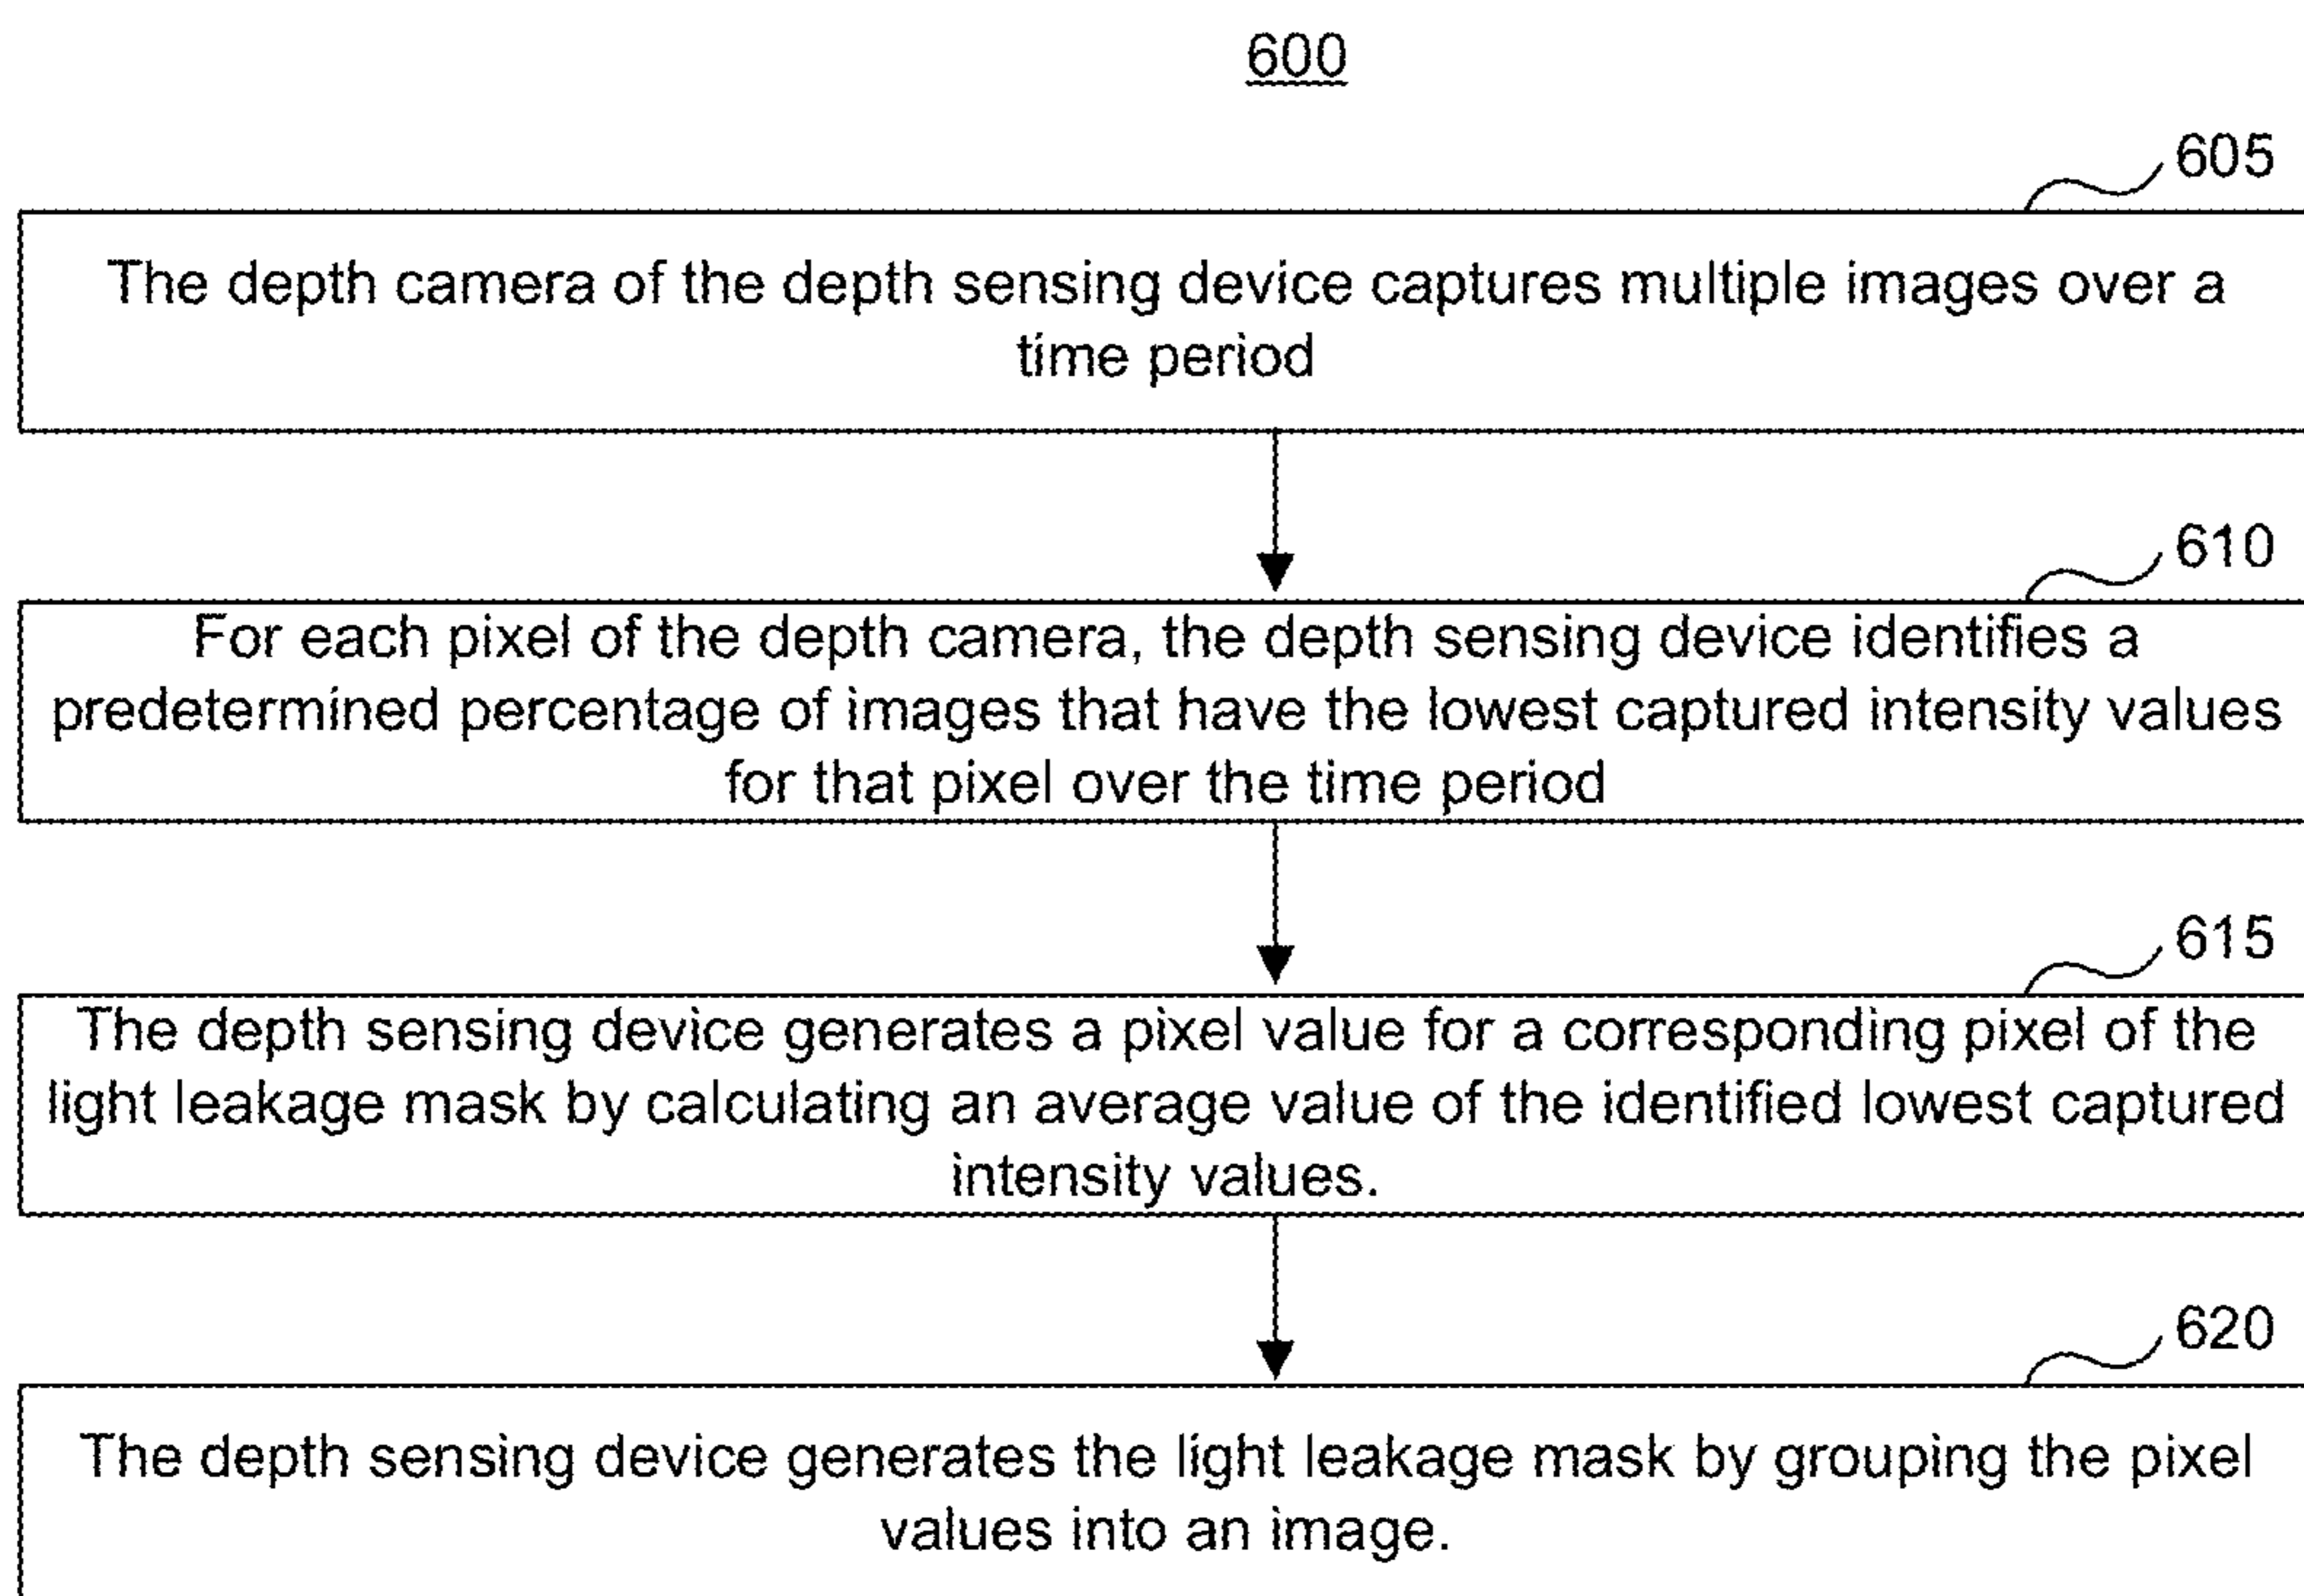 600
605
The depth camera of the depth sensing device captures multiple images over a
time period
610
For each pixel of the depth camera, the depth sensing device identifies a
predetermined percentage of images that have the lowest captured intensity values
for that pixel over the time period
615
The depth sensing device generates a pixel value for a corresponding pixel of the
light leakage mask by calculating an average value of the identified lowest captured
intensity values.
620
The depth sensing device generates the light leakage mask by grouping the pixel
values into an image.